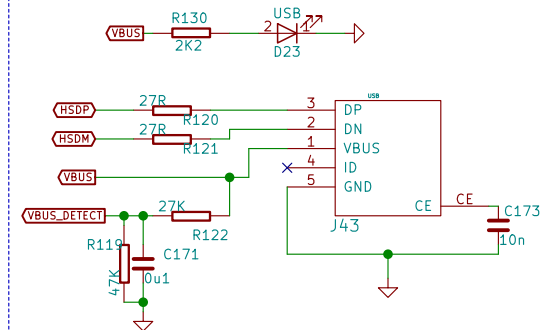 R130
USB
VBUS
2
1
2K2
D23
USB
27R
HSDP
3
DP
R120
27R
HSDM
2
DN
R121
1
VBUS
4
ID
VBUS
5
GND
27K
CE
CE
C173
VBUS_DETECT
R122
J43
10n
R119
C171
47K
0u1